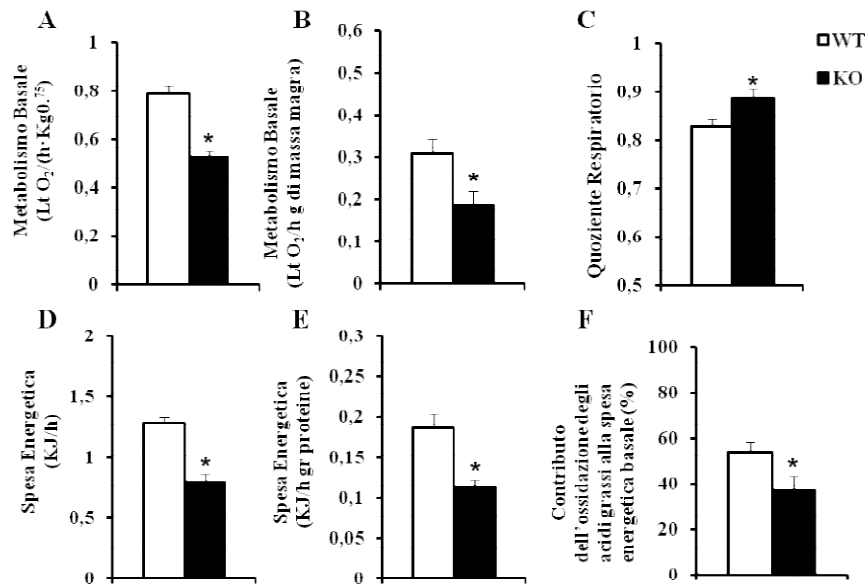 A
Metabolismo Basale
(Lt O₂/(h· Kg0.⁷⁵)
1
0,8
0,6
0,4
0,2
0
*
B
Metabolismo Basale
(Lt O₂/h g di massa magra)
0,6
0,5
0,4
0,3
0,2
0,1
0
*
C
Quoziente Respiratorio
1
0,9
0,8
0,7
0,6
0,5
*
WT
KO
D
Spesa Energetica
(KJ/h)
2
1,5
1
0,5
0
*
E
Spesa Energetica
(KJ/h gr proteine)
0,3
0,25
0,2
0,15
0,1
0,05
0
*
F
Contributo
dell'ossidazione degli
acidi grassi alla spesa
energetica basale (%)
100
80
60
40
20
0
*